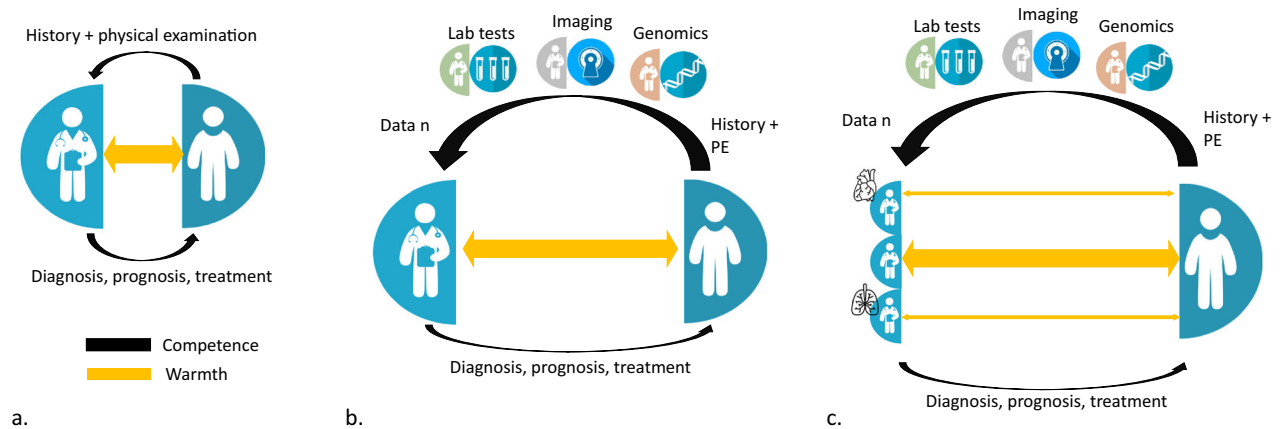 History + physical examination
Diagnosis, prognosis, treatment
Competence
Warmth
a.
Lab tests
Imaging
Genomics
Data n
History +
PE
Diagnosis, prognosis, treatment
b.
Lab tests
Imaging
Genomics
Data n
History +
PE
Diagnosis, prognosis, treatment
c.